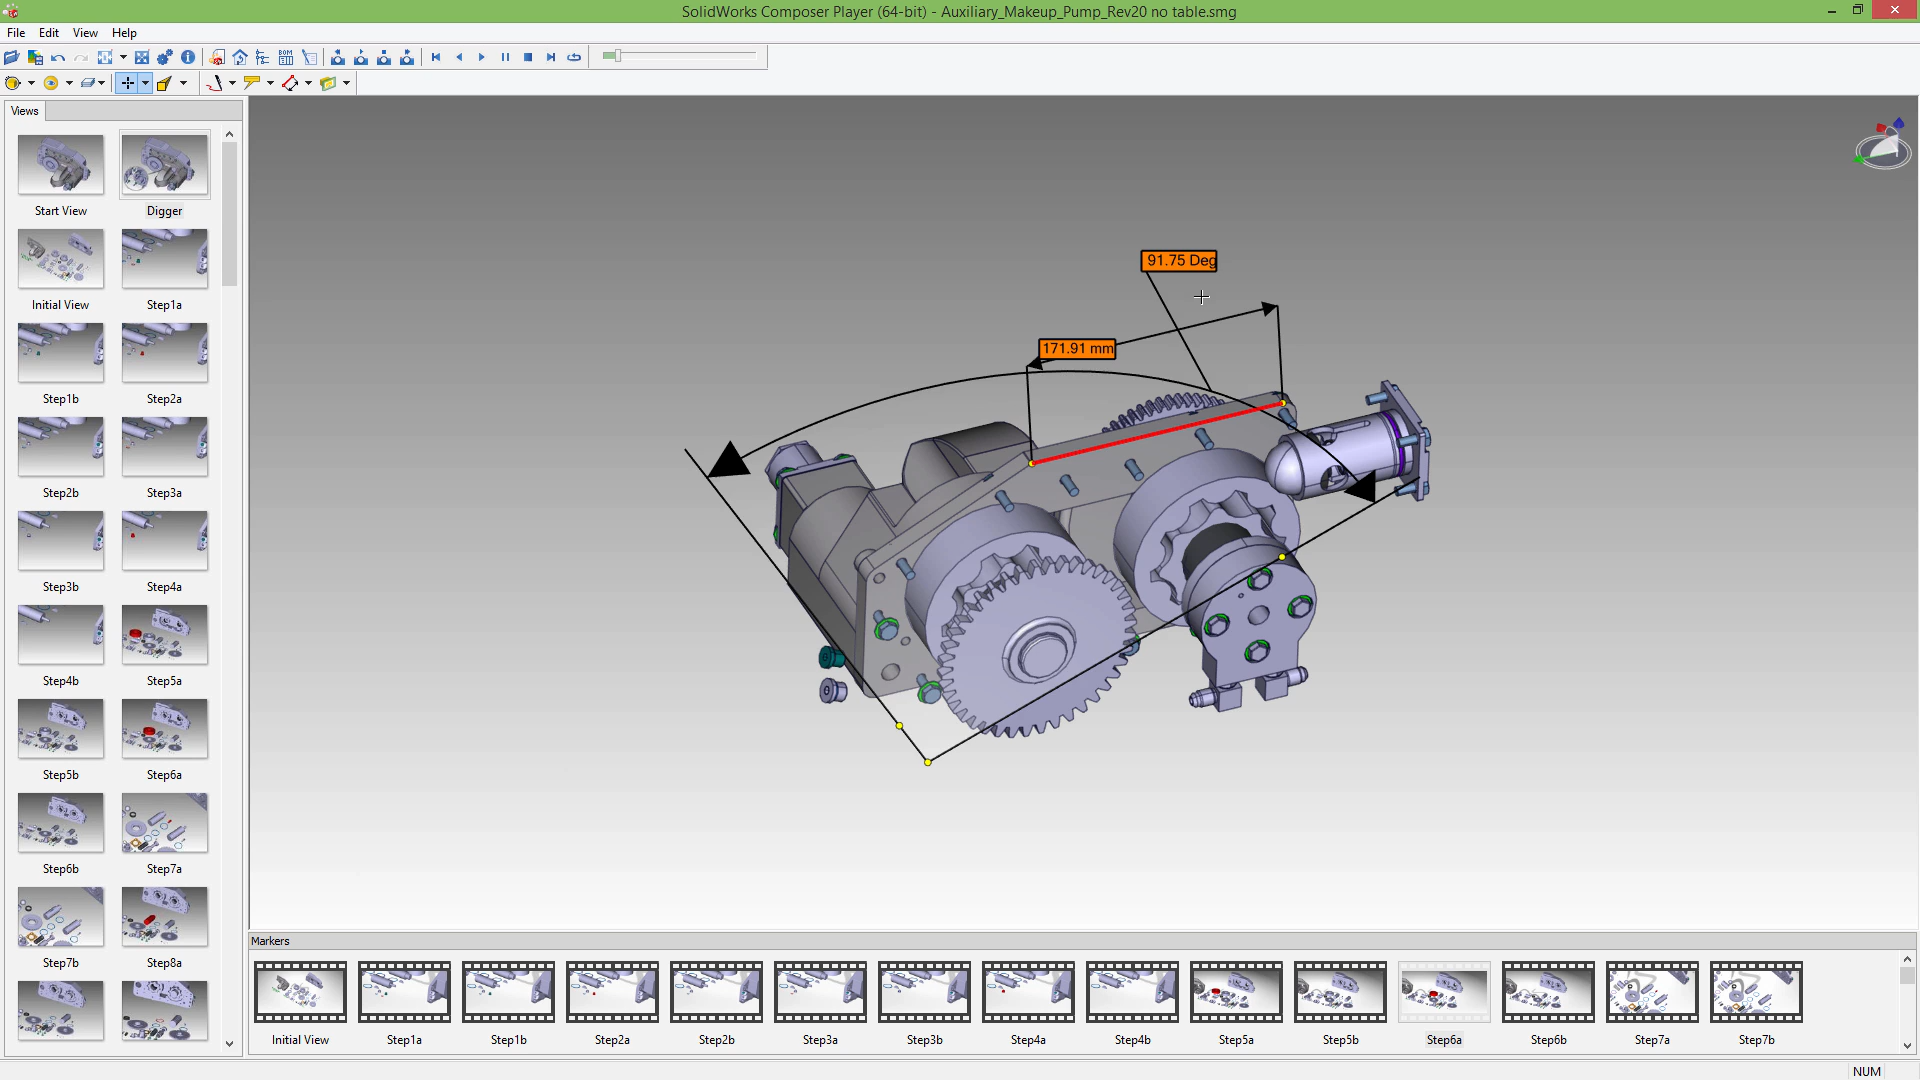 SolidWorks Composer Player (64-bit) - Auxiliary_Makeup_Pump_Rev20 no table.smg
File Edit View Help
BOM
Views
Start View Digger
Initial View Step1a
Step1b Step2a
Step2b Step3a
Step3b Step4a
Step4b Step5a
Step5b Step6a
Step6b Step7a
Step7b Step8a
91.75 Deg
171.91 mm
Markers
Initial View Step1a Step1b Step2a Step2b Step3a Step3b Step4a Step4b Step5a Step5b Step6a Step6b Step7a Step7b
NUM